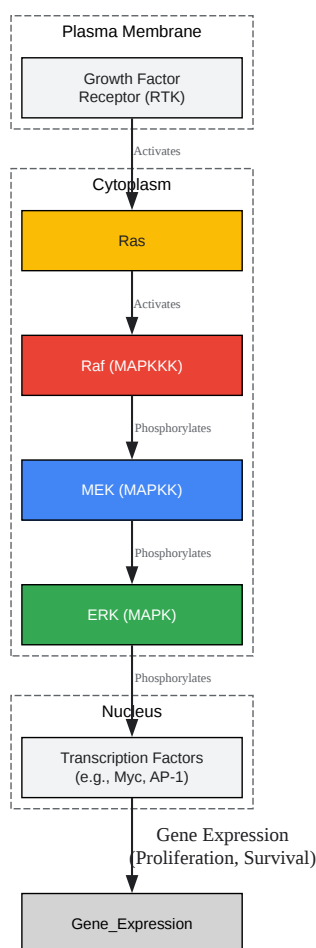 Plasma Membrane
Growth Factor
Receptor (RTK)
Activates
Cytoplasm
Ras
Activates
Raf (MAPKKK)
Phosphorylates
MEK (MAPKK)
Phosphorylates
ERK (MAPK)
Phosphorylates
Nucleus
Transcription Factors
(e.g., Myc, AP-1)
Gene Expression
(Proliferation, Survival)
Gene_Expression